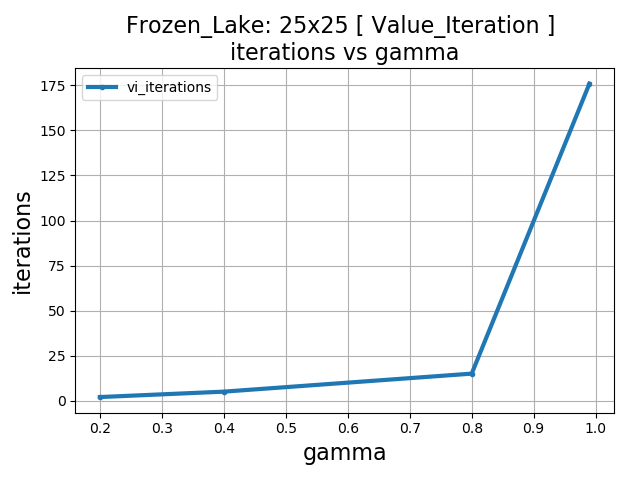 Frozen_Lake: 25x25 [ Value_Iteration ]
iterations vs gamma
vi_iterations
175
150
125
100
75
50
25
0
iterations
0.2 0.3 0.4 0.5 0.6 0.7 0.8 0.9 1.0
gamma